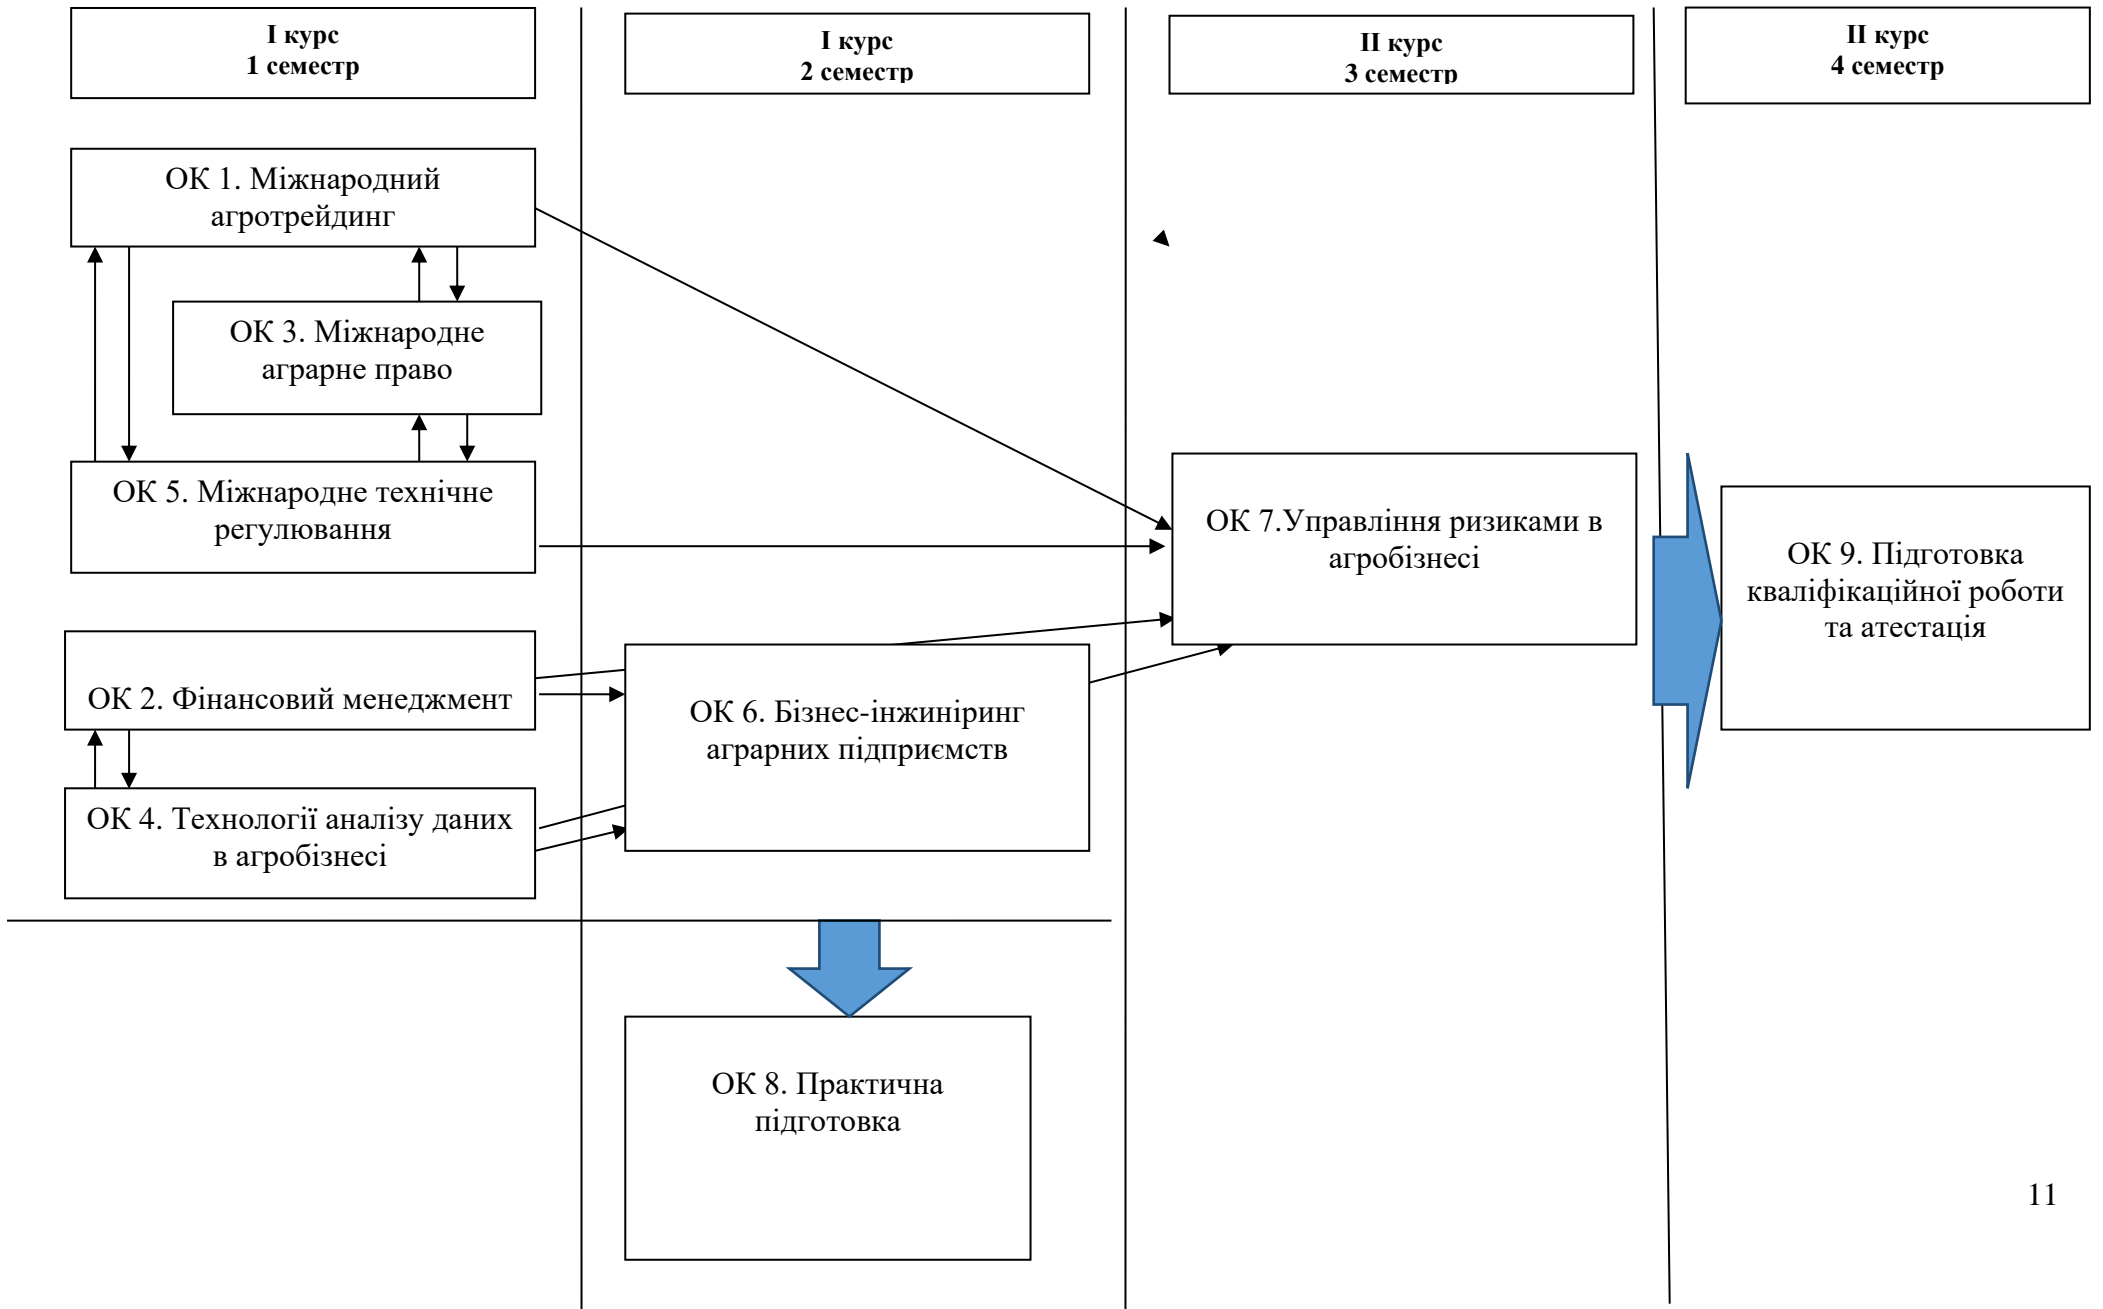 І курс
1 семестр
І курс
2 семестр
ІІ курс
3 семестр
ІІ курс
4 семестр
ОК 1. Міжнародний
агротрейдинг
ОК 3. Міжнародне
аграрне право
ОК 5. Міжнародне технічне
регулювання
ОК 2. Фінансовий менеджмент
ОК 4. Технології аналізу даних
в агробізнесі
ОК 6. Бізнес-інжиніринг
аграрних підприємств
ОК 8. Практична
підготовка
ОК 7.Управління ризиками в
агробізнесі
ОК 9. Підготовка
кваліфікаційної роботи
та атестація
11